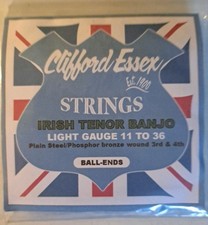 Clifford Essex
Est. 1900
STRINGS
IRISH TENOR BANJO
LIGHT GAUGE 11 TO 36
Plain Steel/Phosphor bronze wound 3rd & 4th
BALL-ENDS